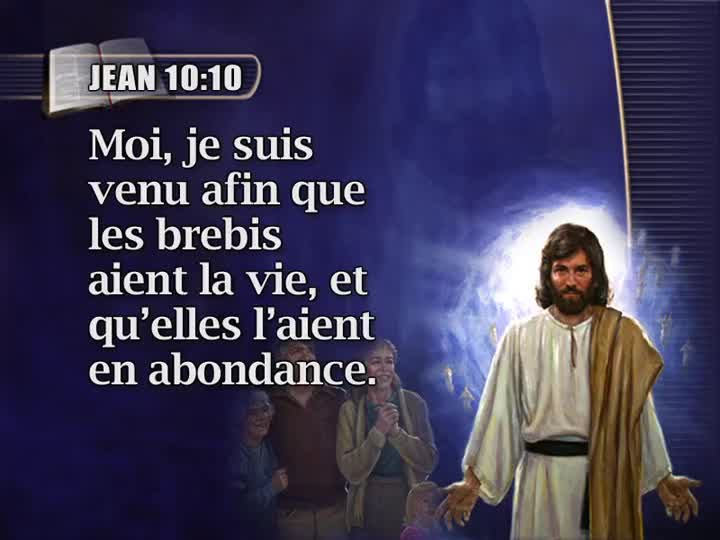 JEAN 10:10
Moi, je suis
venu afin que
les brebis
aient la vie, et
qu’elles l’aient
en abondance.